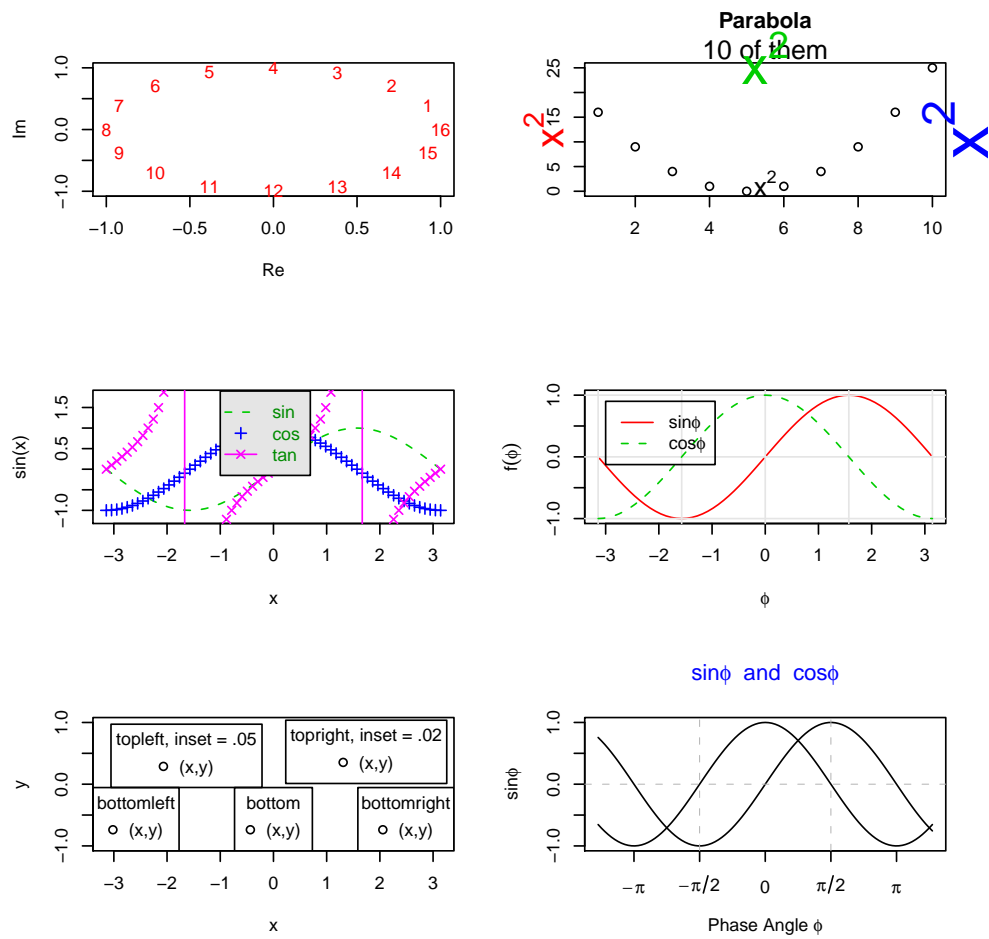 1.0
0.0
−1.0
Im
5
4
3
6
2
7
1
8
16
9
15
10
14
11
12
13
−1.0
−0.5
0.0
0.5
1.0
Re
Parabola
10 of them
x²
x²
x²
x²
25
15
5
0
2
4
6
8
10
sin(x)
1.5
0.5
−1.0
sin
cos
tan
−3
−2
−1
0
1
2
3
x
f(ϕ)
1.0
0.0
−1.0
sinϕ
cosϕ
−3
−2
−1
0
1
2
3
ϕ
y
1.0
0.0
−1.0
topleft, inset = .05
(x,y)
topright, inset = .02
(x,y)
bottomleft
(x,y)
bottom
(x,y)
bottomright
(x,y)
−3
−2
−1
0
1
2
3
x
sinϕ and cosϕ
sinϕ
1.0
0.0
−1.0
−π
−π/2
0
π/2
π
Phase Angle ϕ